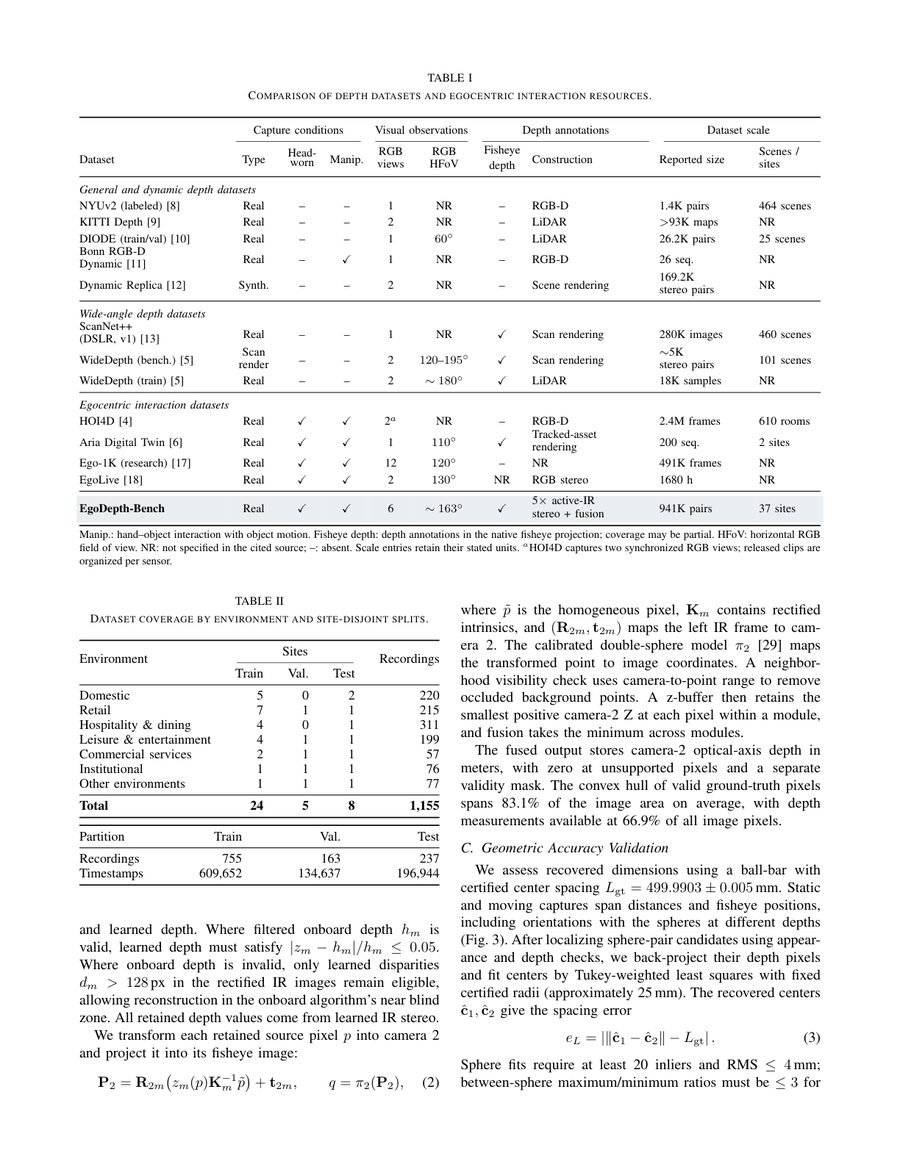 TABLE I
COMPARISON OF DEPTH DATASETS AND EGOCENTRIC INTERACTION RESOURCES.
Capture conditions Visual observations Depth annotations Dataset scale
Dataset Type Head-worn Manip. RGB views RGB HFoV Fisheye depth Construction Reported size Scenes / sites
General and dynamic depth datasets
NYUv2 (labeled) [8] Real – – 1 NR – RGB-D 1.4K pairs 464 scenes
KITTI Depth [9] Real – – 2 NR – LiDAR >93K maps NR
DIODE (train/val) [10] Real – – 1 60° – LiDAR 26.2K pairs 25 scenes
Bonn RGB-D Dynamic [11] Real – ✓ 1 NR – RGB-D 26 seq. NR
Dynamic Replica [12] Synth. – – 2 NR – Scene rendering 169.2K stereo pairs NR
Wide-angle depth datasets
ScanNet++ (DSLR, v1) [13] Real – – 1 NR ✓ Scan rendering 280K images 460 scenes
WideDepth (bench.) [5] Scan render – – 2 120–195° ✓ Scan rendering ∼5K stereo pairs 101 scenes
WideDepth (train) [5] Real – – 2 ∼ 180° ✓ LiDAR 18K samples NR
Egocentric interaction datasets
HOI4D [4] Real ✓ ✓ 2ᵃ NR – RGB-D 2.4M frames 610 rooms
Aria Digital Twin [6] Real ✓ ✓ 1 110° ✓ Tracked-asset rendering 200 seq. 2 sites
Ego-1K (research) [17] Real ✓ ✓ 12 120° – NR 491K frames NR
EgoLive [18] Real ✓ ✓ 2 130° NR RGB stereo 1680 h NR
EgoDepth-Bench Real ✓ ✓ 6 ∼ 163° ✓ 5× active-IR stereo + fusion 941K pairs 37 sites
Manip.: hand–object interaction with object motion. Fisheye depth: depth annotations in the native fisheye projection; coverage may be partial. HFoV: horizontal RGB
field of view. NR: not specified in the cited source; –: absent. Scale entries retain their stated units. ᵃHOI4D captures two synchronized RGB views; released clips are
organized per sensor.
TABLE II
DATASET COVERAGE BY ENVIRONMENT AND SITE-DISJOINT SPLITS.
Environment Sites Recordings
Train Val. Test
Domestic 5 0 2 220
Retail 7 1 1 215
Hospitality & dining 4 0 1 311
Leisure & entertainment 4 1 1 199
Commercial services 2 1 1 57
Institutional 1 1 1 76
Other environments 1 1 1 77
Total 24 5 8 1,155
Partition Train Val. Test
Recordings 755 163 237
Timestamps 609,652 134,637 196,944
and learned depth. Where filtered onboard depth hₘ is
valid, learned depth must satisfy |zₘ − hₘ|/hₘ ≤ 0.05.
Where onboard depth is invalid, only learned disparities
dₘ > 128 px in the rectified IR images remain eligible,
allowing reconstruction in the onboard algorithm's near blind
zone. All retained depth values come from learned IR stereo.
We transform each retained source pixel p into camera 2
and project it into its fisheye image:
P₂ = R₂ₘ(zₘ(p)Kₘ⁻¹p̃) + t₂ₘ, q = π₂(P₂), (2)
where p̃ is the homogeneous pixel, Kₘ contains rectified
intrinsics, and (R₂ₘ, t₂ₘ) maps the left IR frame to cam-
era 2. The calibrated double-sphere model π₂ [29] maps
the transformed point to image coordinates. A neighbor-
hood visibility check uses camera-to-point range to remove
occluded background points. A z-buffer then retains the
smallest positive camera-2 Z at each pixel within a module,
and fusion takes the minimum across modules.
The fused output stores camera-2 optical-axis depth in
meters, with zero at unsupported pixels and a separate
validity mask. The convex hull of valid ground-truth pixels
spans 83.1% of the image area on average, with depth
measurements available at 66.9% of all image pixels.
C. Geometric Accuracy Validation
We assess recovered dimensions using a ball-bar with
certified center spacing L_gt = 499.9903 ± 0.005 mm. Static
and moving captures span distances and fisheye positions,
including orientations with the spheres at different depths
(Fig. 3). After localizing sphere-pair candidates using appear-
ance and depth checks, we back-project their depth pixels
and fit centers by Tukey-weighted least squares with fixed
certified radii (approximately 25 mm). The recovered centers
ĉ₁, ĉ₂ give the spacing error
e_L = |‖ĉ₁ − ĉ₂‖ − L_gt| . (3)
Sphere fits require at least 20 inliers and RMS ≤ 4 mm;
between-sphere maximum/minimum ratios must be ≤ 3 for